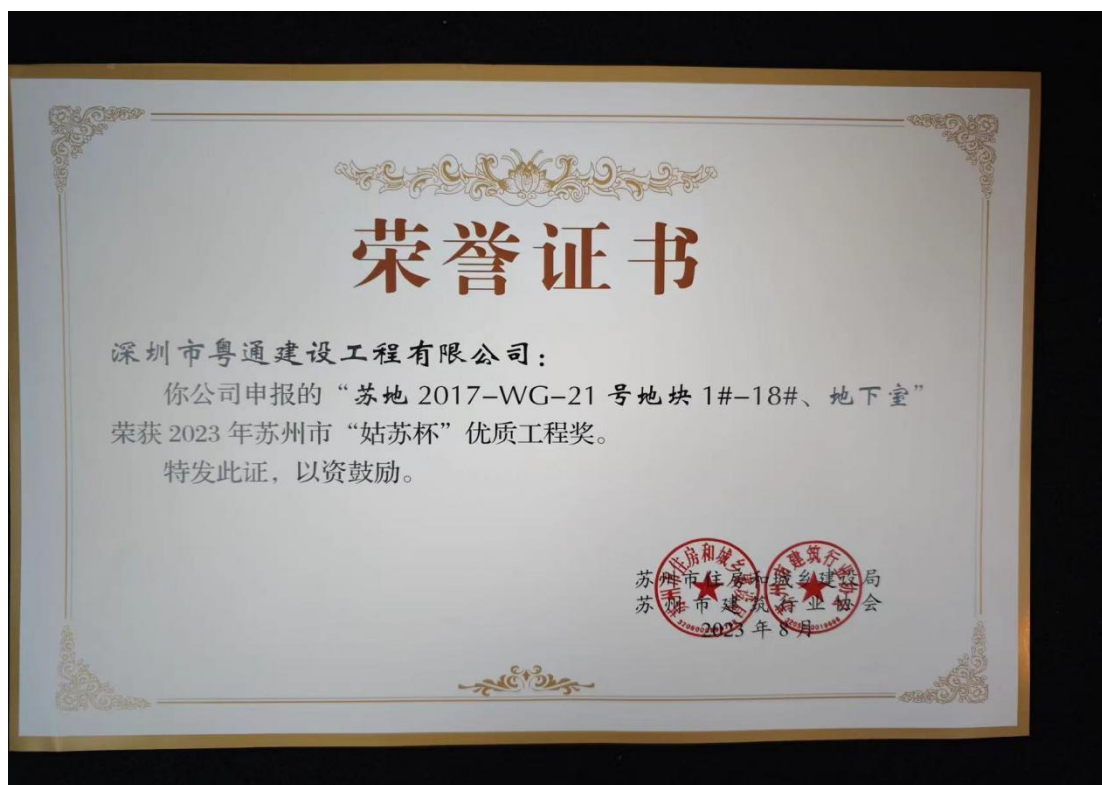 荣誉证书
深圳市粤通建设工程有限公司：
你公司申报的“苏地 2017-WG-21 号地块 1#-18#、地下室”
荣获 2023 年苏州市“姑苏杯”优质工程奖。
特发此证，以资鼓励。
苏州市住房和城乡建设局
苏州市建筑行业协会
2023 年 8 月